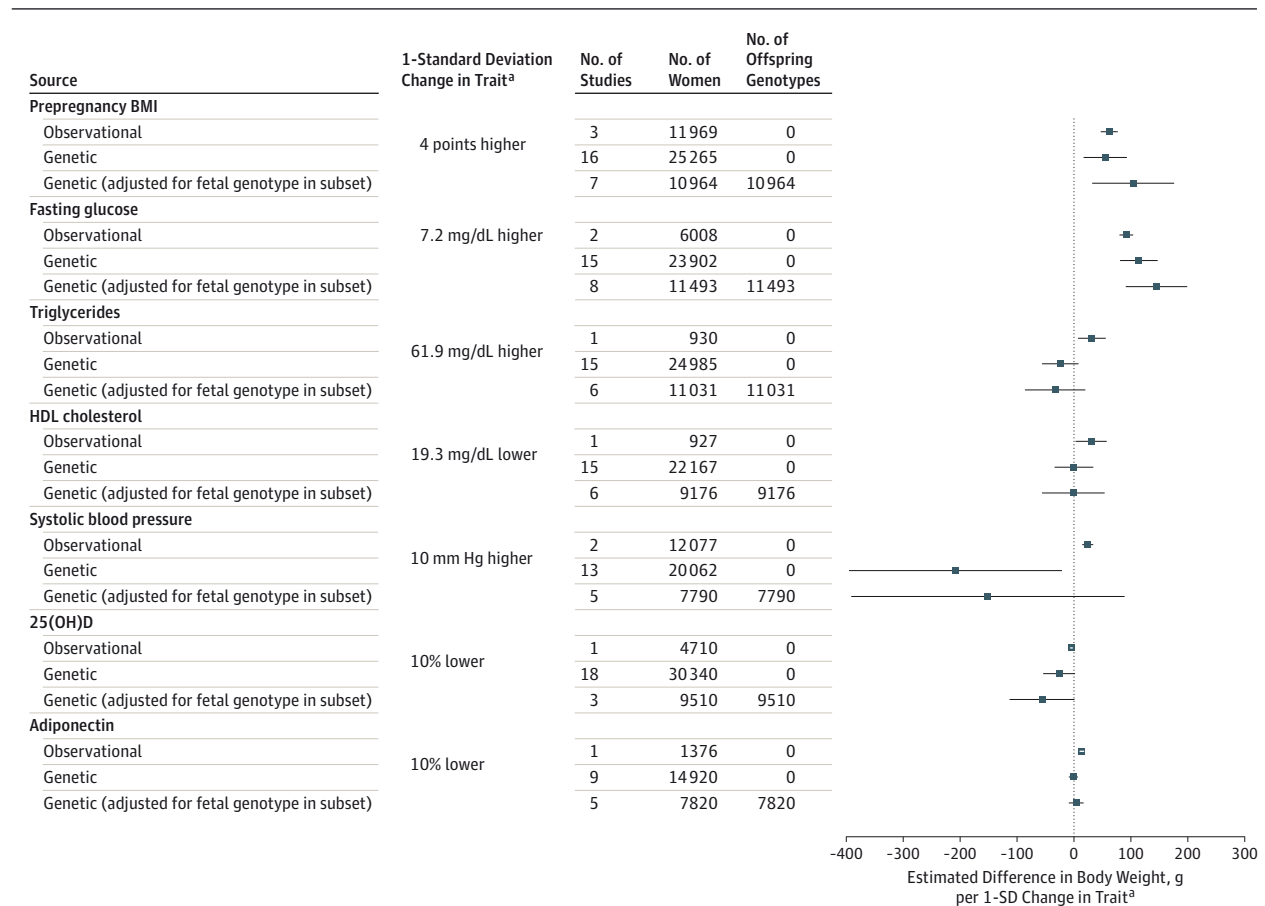 Source 1-Standard Deviation Change in Traitᵃ No. of Studies No. of Women No. of Offspring Genotypes
Prepregnancy BMI
4 points higher
Observational 3 11969 0
Genetic 16 25265 0
Genetic (adjusted for fetal genotype in subset) 7 10964 10964
Fasting glucose
7.2 mg/dL higher
Observational 2 6008 0
Genetic 15 23902 0
Genetic (adjusted for fetal genotype in subset) 8 11493 11493
Triglycerides
61.9 mg/dL higher
Observational 1 930 0
Genetic 15 24985 0
Genetic (adjusted for fetal genotype in subset) 6 11031 11031
HDL cholesterol
19.3 mg/dL lower
Observational 1 927 0
Genetic 15 22167 0
Genetic (adjusted for fetal genotype in subset) 6 9176 9176
Systolic blood pressure
10 mm Hg higher
Observational 2 12077 0
Genetic 13 20062 0
Genetic (adjusted for fetal genotype in subset) 5 7790 7790
25(OH)D
10% lower
Observational 1 4710 0
Genetic 18 30340 0
Genetic (adjusted for fetal genotype in subset) 3 9510 9510
Adiponectin
10% lower
Observational 1 1376 0
Genetic 9 14920 0
Genetic (adjusted for fetal genotype in subset) 5 7820 7820
-400 -300 -200 -100 0 100 200 300
Estimated Difference in Body Weight, g
per 1-SD Change in Traitᵃ